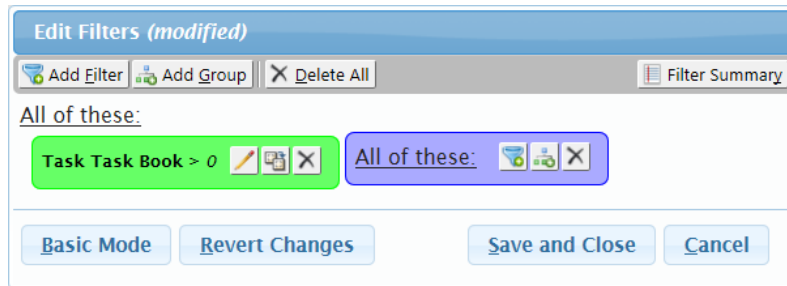 Edit Filters (modified)
Add Filter Add Group Delete All Filter Summary
All of these:
Task Task Book > 0 All of these:
Basic Mode Revert Changes Save and Close Cancel